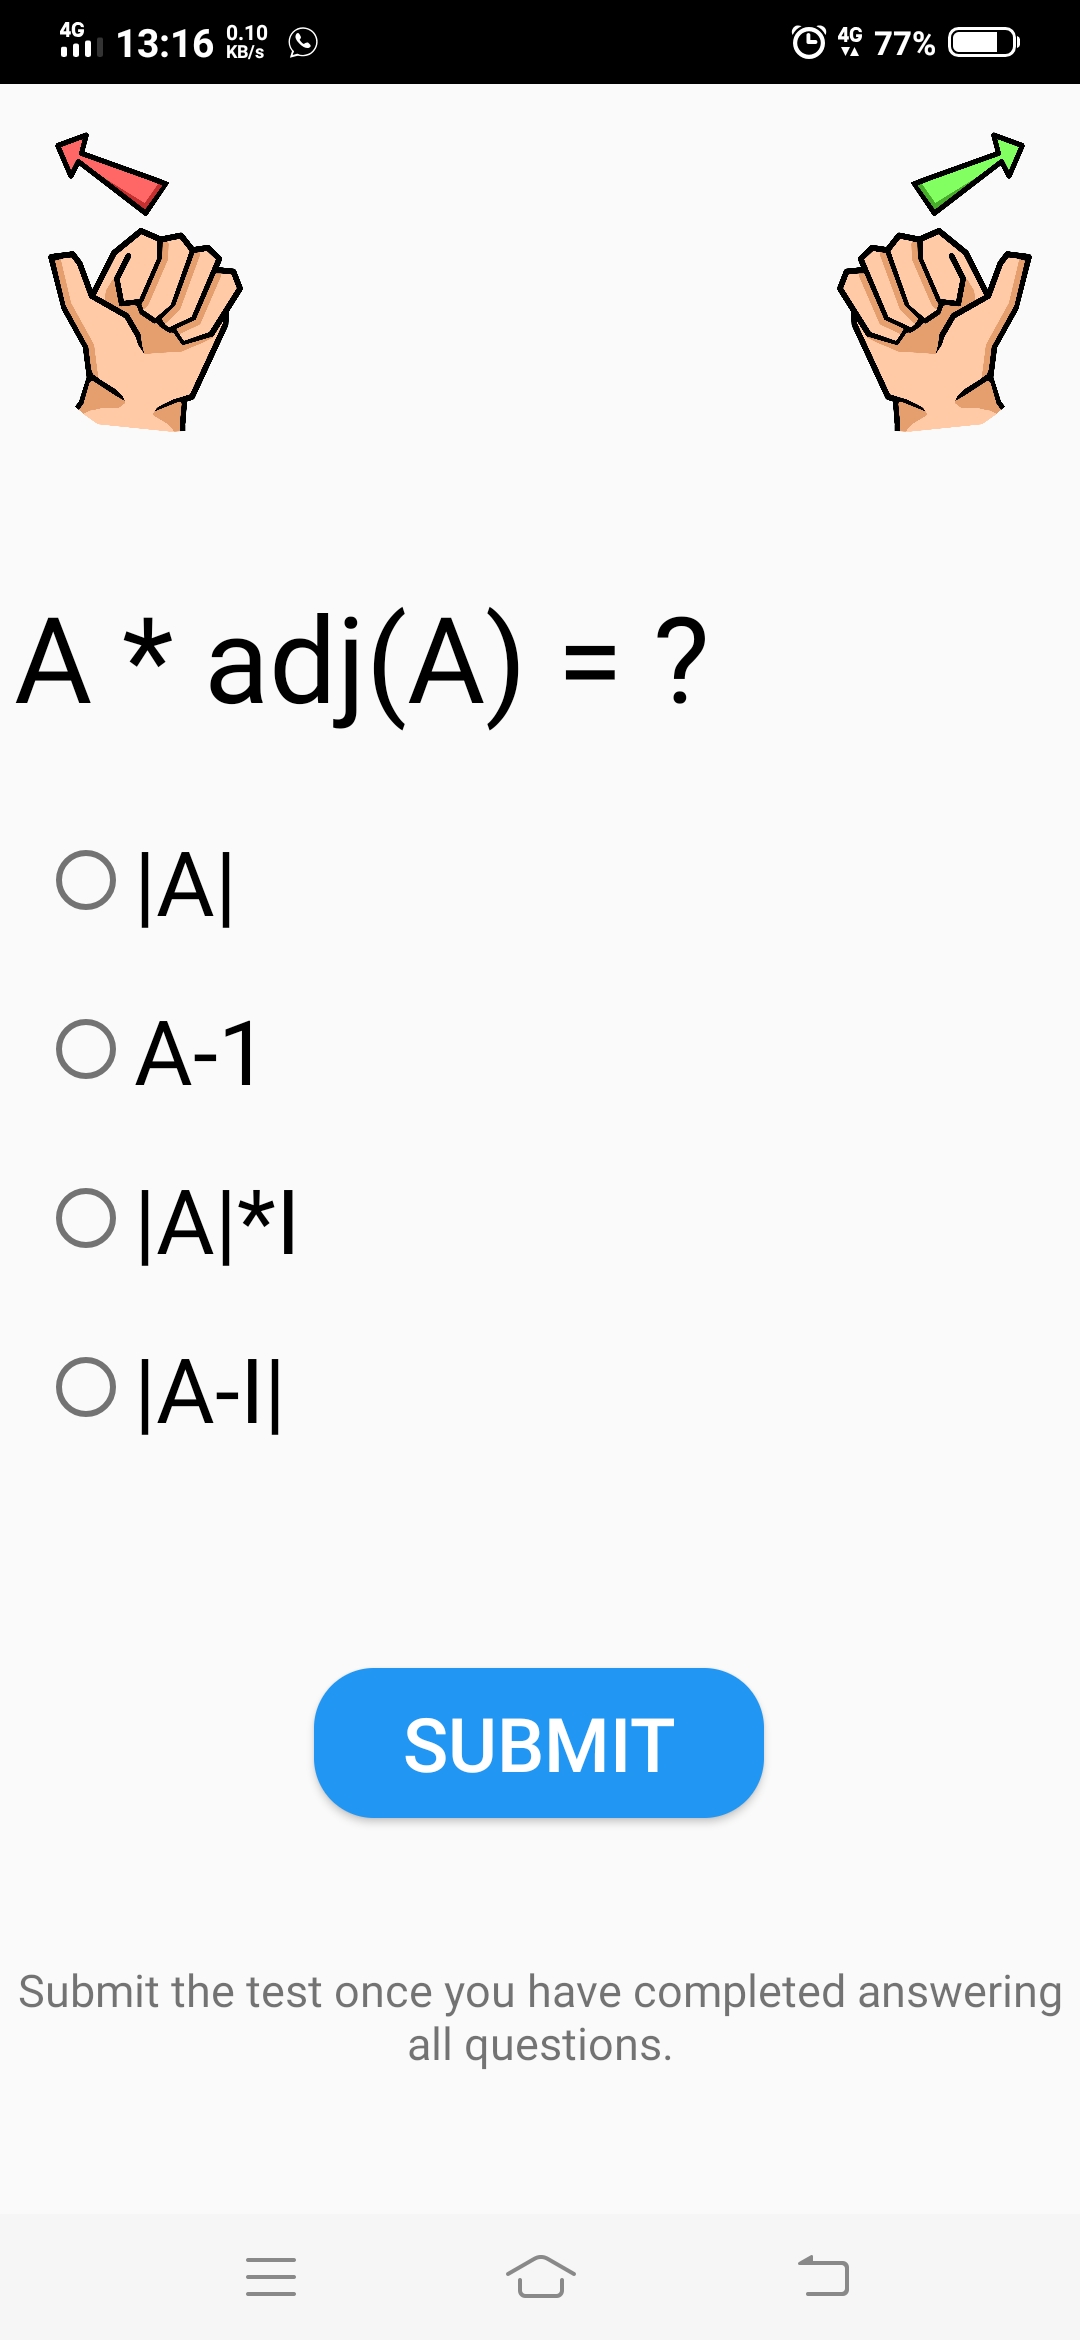 4G 13:16 0.10 KB/s 4G 77%
A * adj(A) = ?
|A|
A-1
|A|*I
|A-I|
SUBMIT
Submit the test once you have completed answering
all questions.